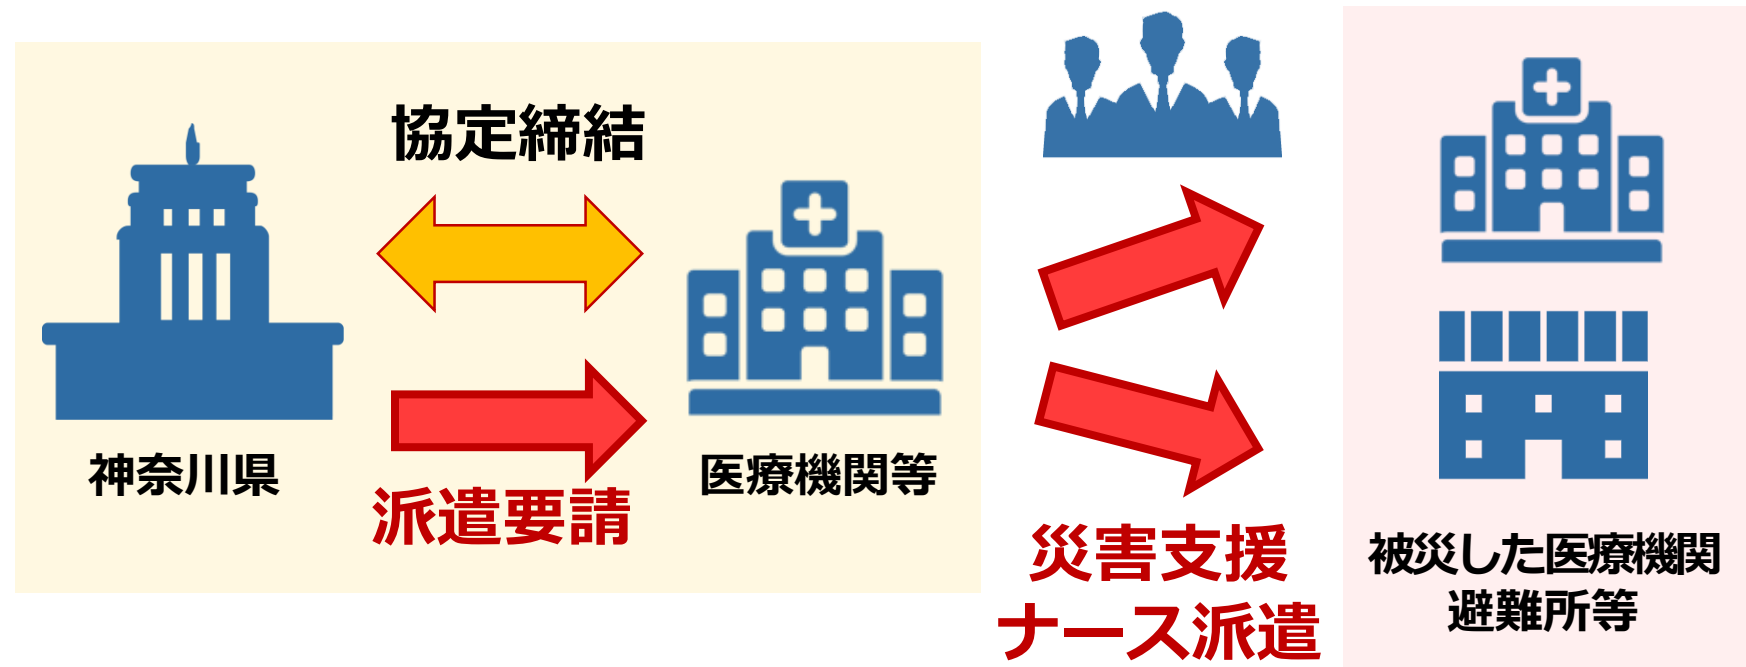 協定締結
神奈川県
医療機関等
派遣要請
災害支援
ナース派遣
被災した医療機関
避難所等